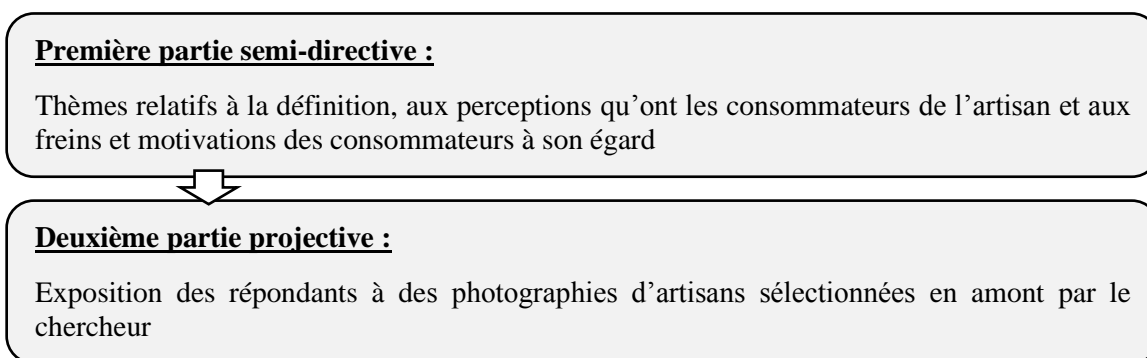 Première partie semi-directive :
Thèmes relatifs à la définition, aux perceptions qu’ont les consommateurs de l’artisan et aux
freins et motivations des consommateurs à son égard
Deuxième partie projective :
Exposition des répondants à des photographies d’artisans sélectionnées en amont par le
chercheur